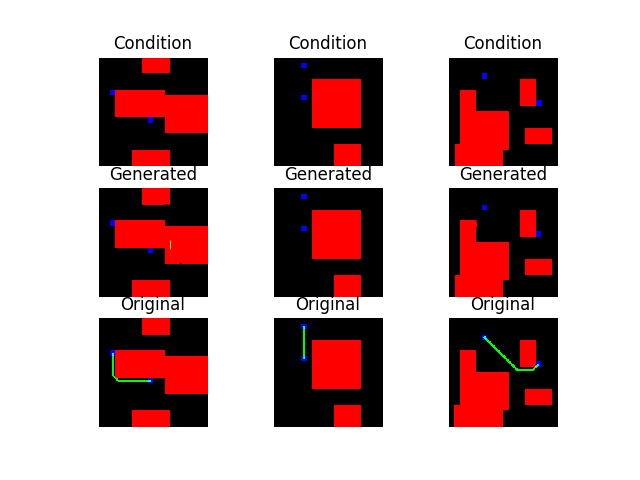 Condition Condition Condition
Generated Generated Generated
Original Original Original